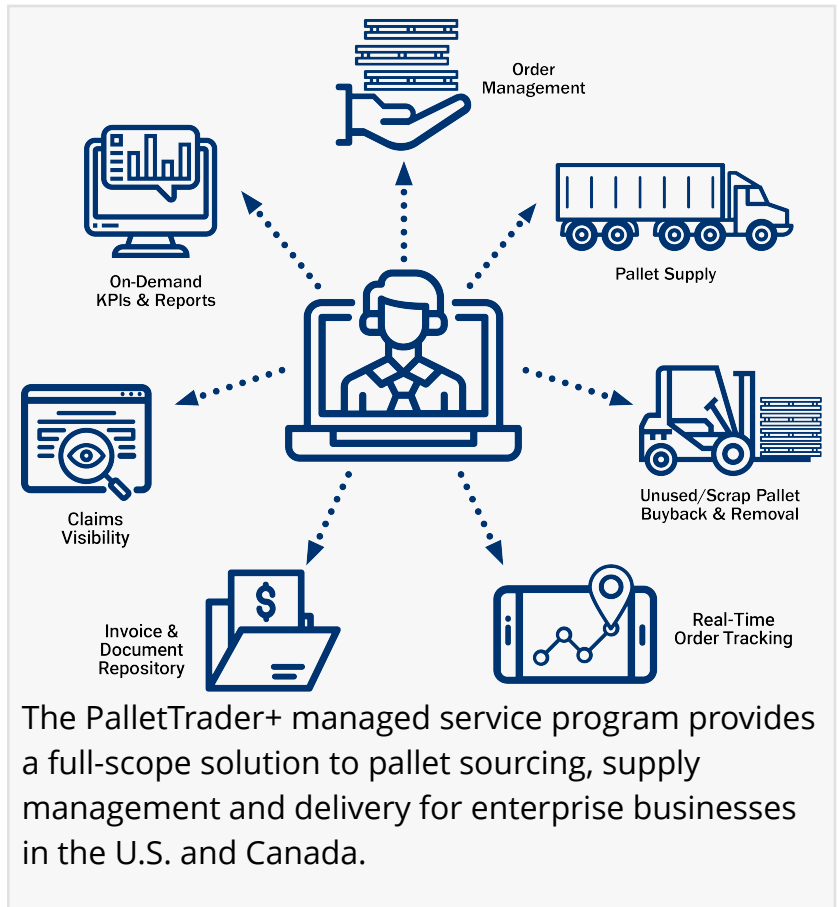 Order
Management
Pallet Supply
On-Demand
KPIs & Reports
Unused/Scrap Pallet
Buyback & Removal
Claims
Visibility
$
Real-Time
Order Tracking
Invoice &
Document
Repository
The PalletTrader+ managed service program provides
a full-scope solution to pallet sourcing, supply
management and delivery for enterprise businesses
in the U.S. and Canada.